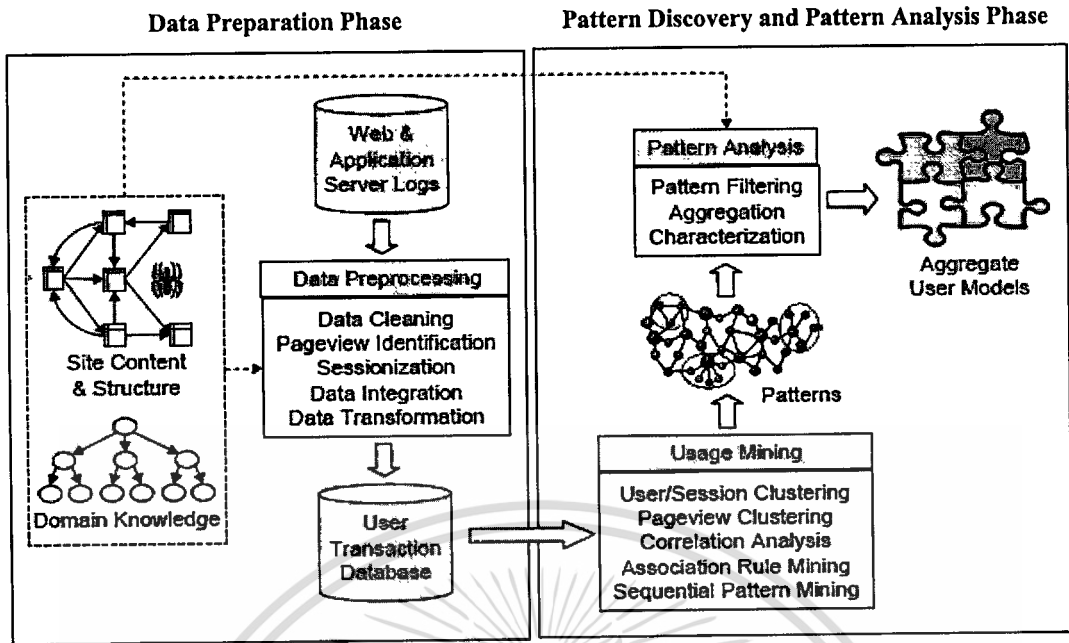 Data Preparation Phase
Pattern Discovery and Pattern Analysis Phase
Web &
Application
Server Logs
Data Preprocessing
Data Cleaning
Pageview Identification
Sessionization
Data Integration
Data Transformation
Site Content
& Structure
Domain Knowledge
User
Transaction
Database
Pattern Analysis
Pattern Filtering
Aggregation
Characterization
Aggregate
User Models
Patterns
Usage Mining
User/Session Clustering
Pageview Clustering
Correlation Analysis
Association Rule Mining
Sequential Pattern Mining